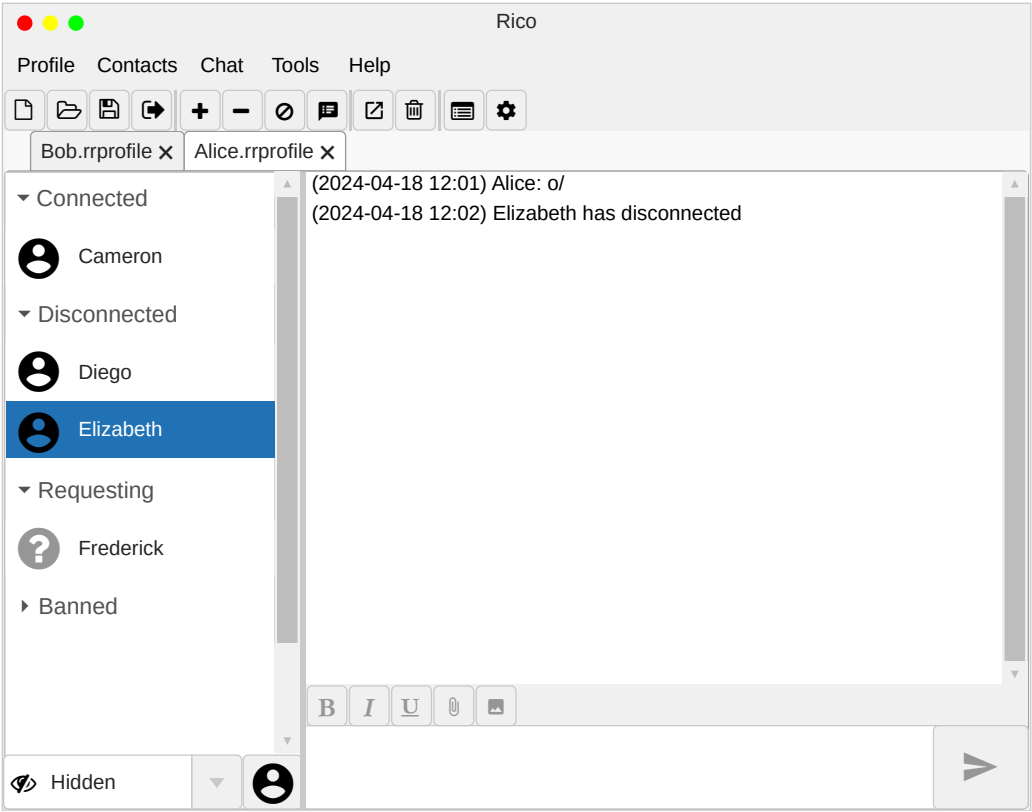 Rico
Profile Contacts Chat Tools Help
Bob.rrprofile Alice.rrprofile
Connected
Cameron
Disconnected
Diego
Elizabeth
Requesting
Frederick
Banned
Hidden
(2024-04-18 12:01) Alice: o/
(2024-04-18 12:02) Elizabeth has disconnected
B I U